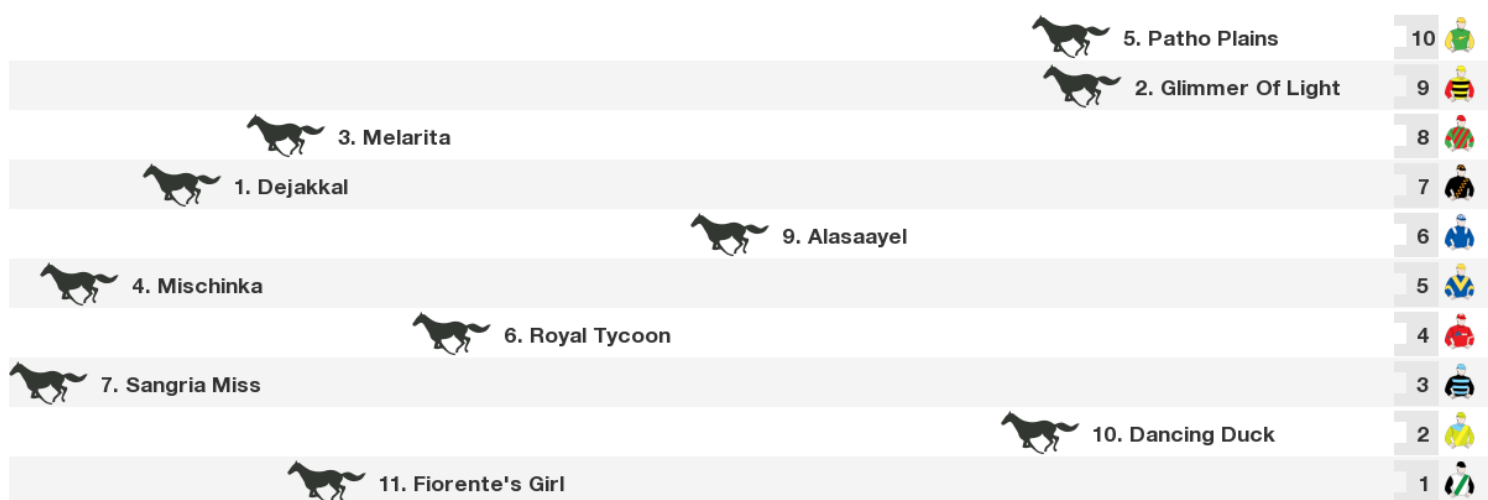 5. Patho Plains 10
2. Glimmer Of Light 9
3. Melarita 8
1. Dejakkal 7
9. Alasaayel 6
4. Mischinka 5
6. Royal Tycoon 4
7. Sangria Miss 3
10. Dancing Duck 2
11. Fiorente's Girl 1